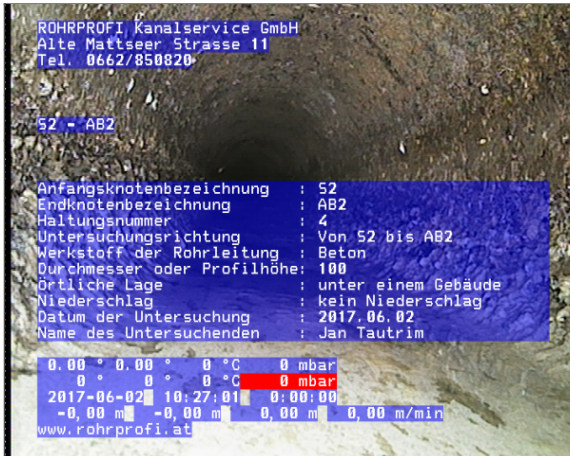 ROHRPROFI Kanalservice GmbH
Alte Mattseer Strasse 11
Tel. 0662/850820
S2 - AB2
Anfangsknotenbezeichnung : S2
Endknotenbezeichnung : AB2
Haltungsnummer : 4
Untersuchungsrichtung : Von S2 bis AB2
Werkstoff der Rohrleitung : Beton
Durchmesser oder Profilhöhe: 100
Örtliche Lage : unter einem Gebäude
Niederschlag : kein Niederschlag
Datum der Untersuchung : 2017.06.02
Name des Untersuchenden : Jan Tautrim
0.00 ° 0.00 ° 0 °C 0 mbar
0 ° 0 ° 0 °C 0 mbar
2017-06-02 10:27:01 0:00:00
-0,00 m -0,00 m 0,00 m 0,00 m/min
www.rohrprofi.at